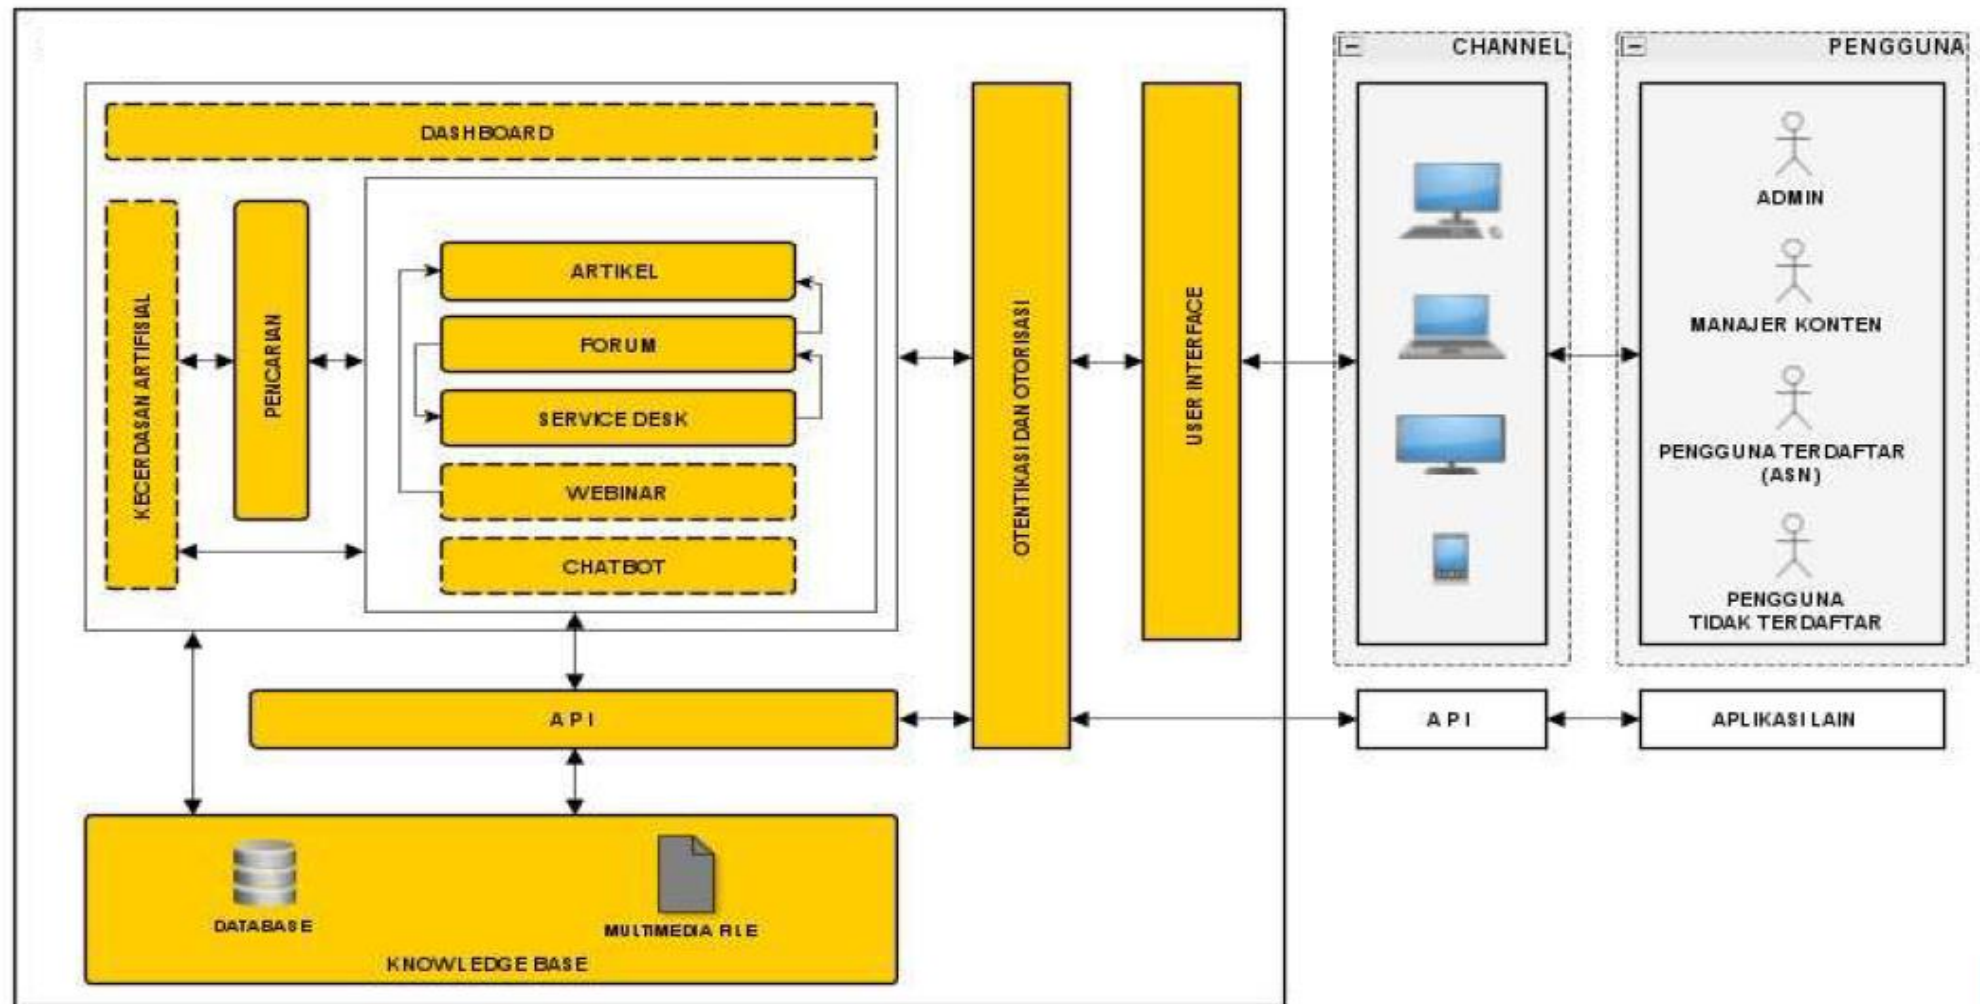 CHANNEL
PENGGUNA
DASHBOARD
KECERDASAN ARTIFISIAL
PENCARIAN
ARTIKEL
FORUM
SERVICE DESK
WEBINAR
CHATBOT
OTENTIKASI DAN OTORISASI
USER INTERFACE
ADMIN
MANAJER KONTEN
PENGGUNA TERDAFTAR
(ASN)
PENGGUNA
TIDAK TERDAFTAR
API
API
APLIKASI LAIN
DATABASE
MULTIMEDIA FILE
KNOWLEDGE BASE